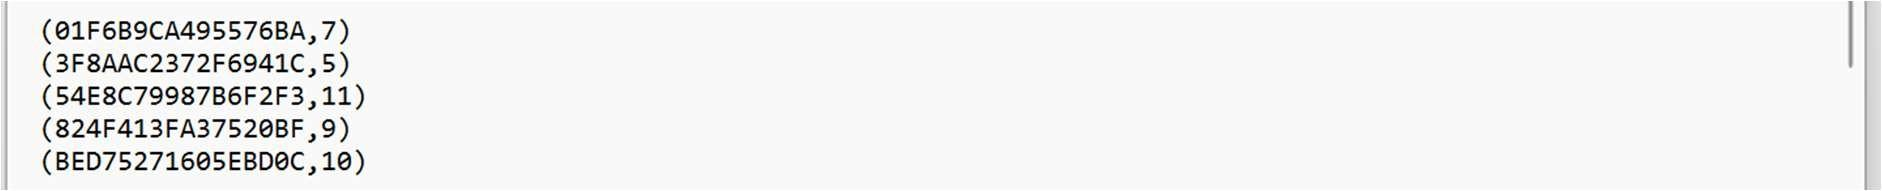 (01F6B9CA495576BA,7)
(3F8AAC2372F6941C,5)
(54E8C79987B6F2F3,11)
(824F413FA37520BF,9)
(BED75271605EBD0C,10)